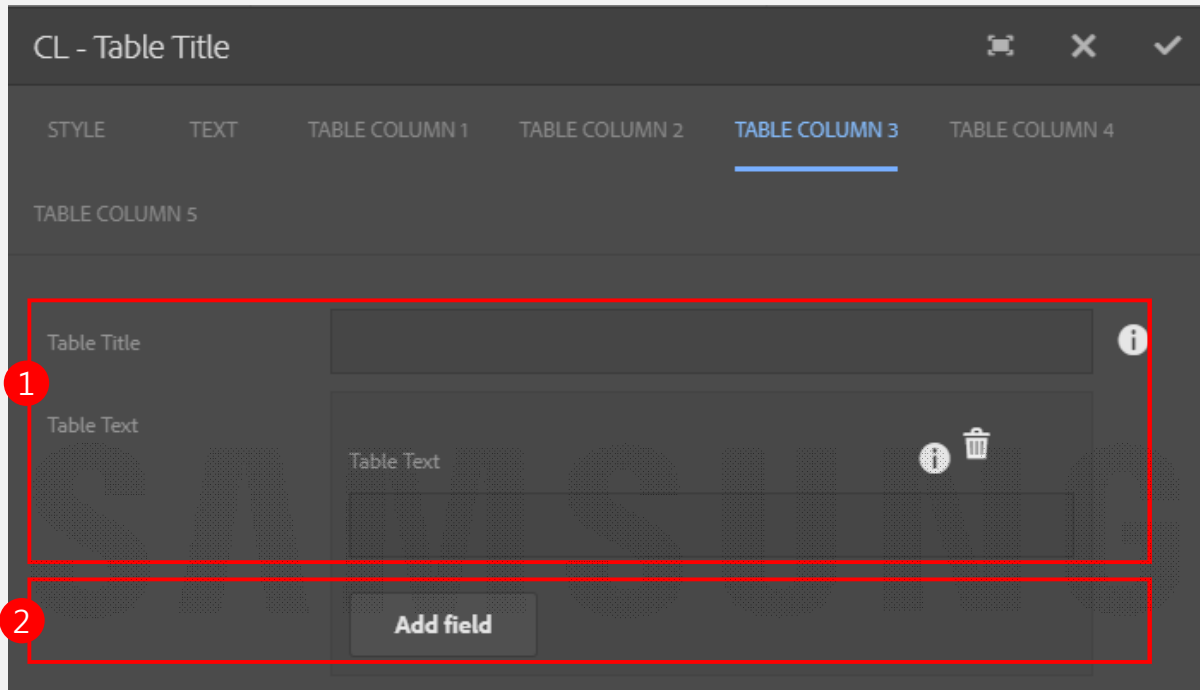 CL - Table Title
STYLE TEXT TABLE COLUMN 1 TABLE COLUMN 2 TABLE COLUMN 3 TABLE COLUMN 4
TABLE COLUMN 5
Table Title
1
Table Text
Table Text
SAMSUNG
2
Add field